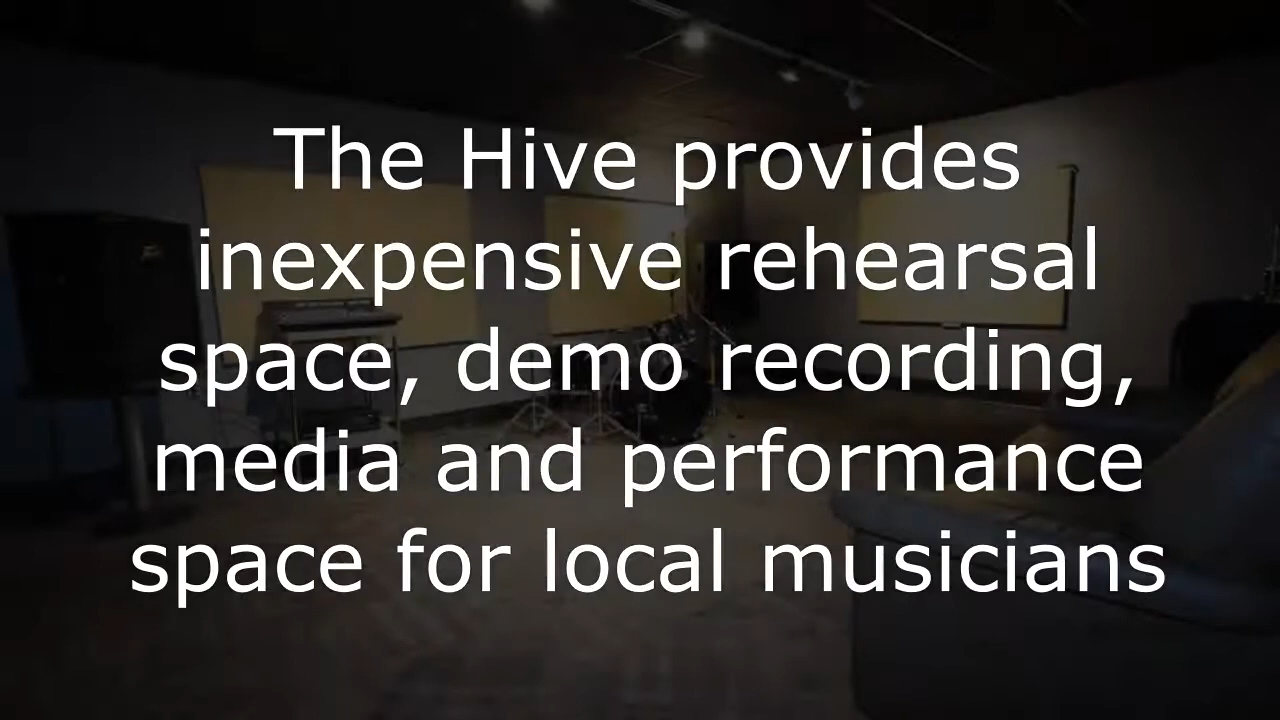 The Hive provides
inexpensive rehearsal
space, demo recording,
media and performance
space for local musicians